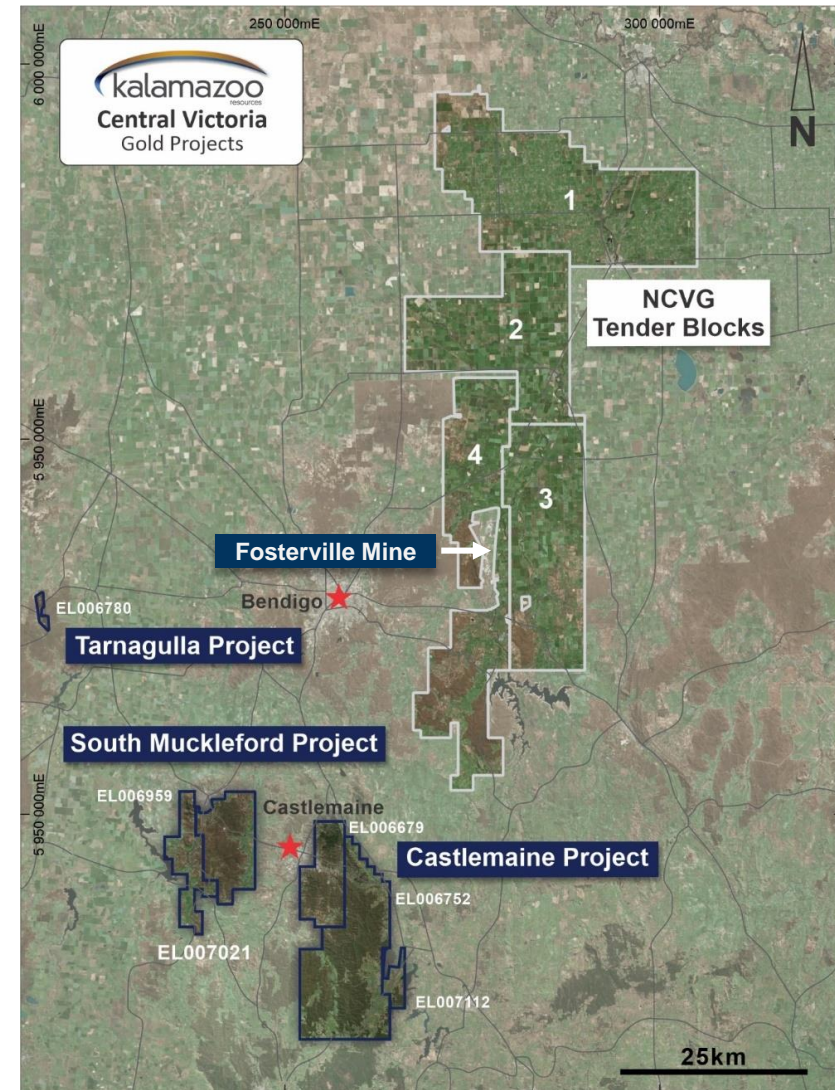 250 000mE
300 000mE
6 000 000mE
kalamazoo
resources
Central Victoria
Gold Projects
N
1
NCVG
Tender Blocks
2
5 950 000mE
4
3
Fosterville Mine
EL006780
Bendigo
Tarnagulla Project
South Muckleford Project
EL006959
Castlemaine
5 950 000mE
EL006679
Castlemaine Project
EL006752
EL007021
EL007112
25km